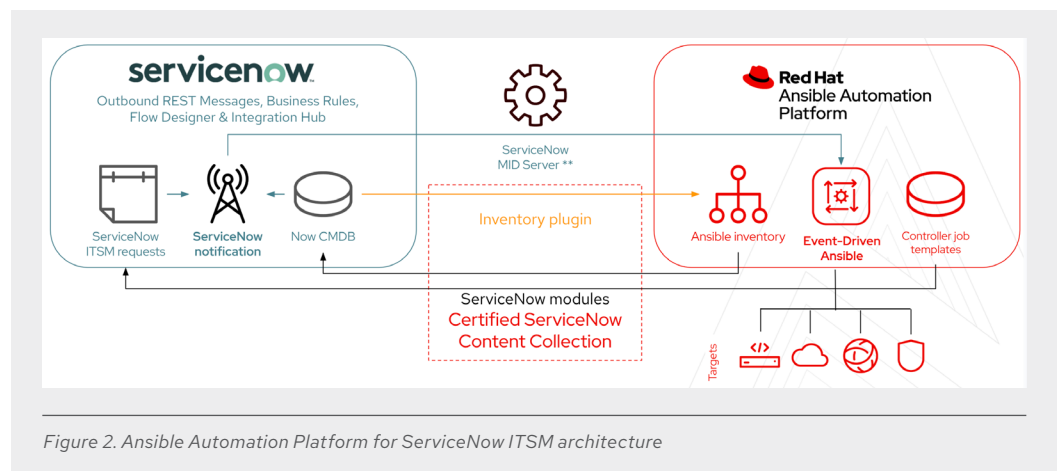 servicenow.
Outbound REST Messages, Business Rules,
Flow Designer & Integration Hub
ServiceNow
ITSM requests
ServiceNow
notification
Now CMDB
ServiceNow
MID Server **
Inventory plugin
ServiceNow modules
Certified ServiceNow
Content Collection
Red Hat
Ansible Automation
Platform
Ansible inventory
Event-Driven
Ansible
Controller job
templates
Targets
</>
Figure 2. Ansible Automation Platform for ServiceNow ITSM architecture